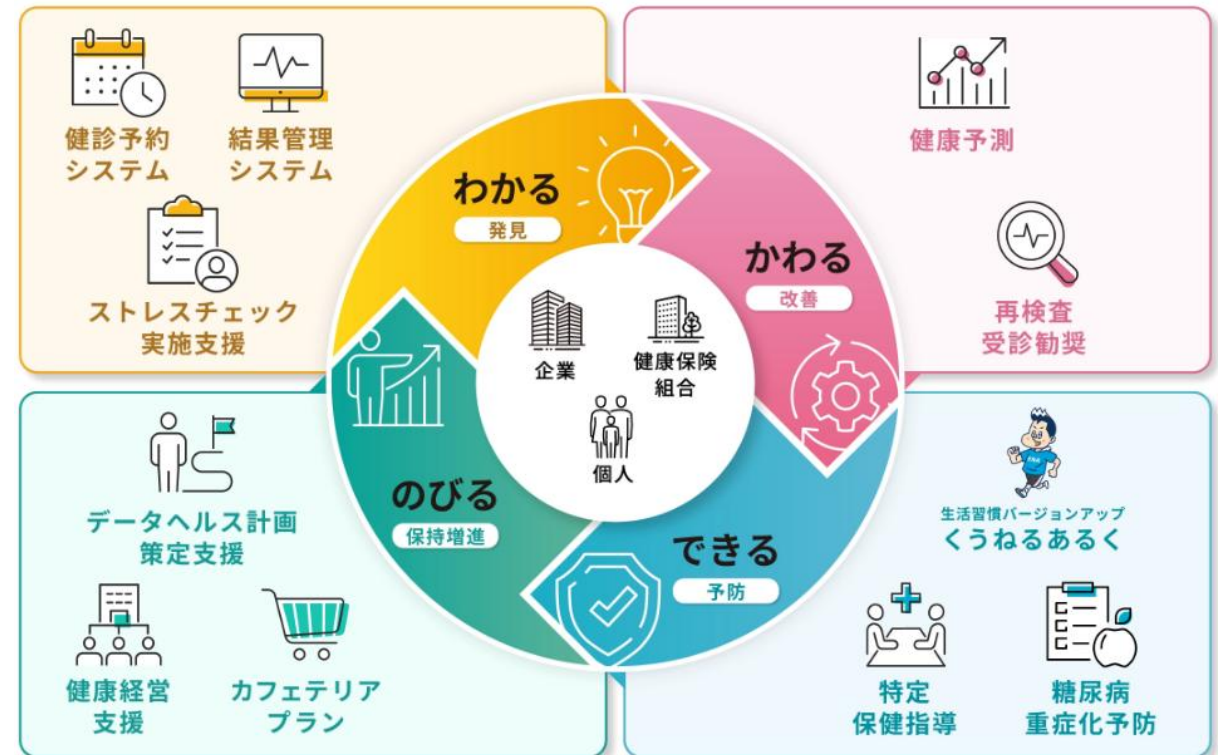 健診予約
システム
結果管理
システム
ストレスチェック
実施支援
わかる
発見
健康予測
再検査
受診勧奨
かわる
改善
企業
健康保険
組合
個人
データヘルス計画
策定支援
健康経営
支援
カフェテリア
プラン
のびる
保持増進
できる
予防
生活習慣バージョンアップ
くうねるあるく
特定
保健指導
糖尿病
重症化予防